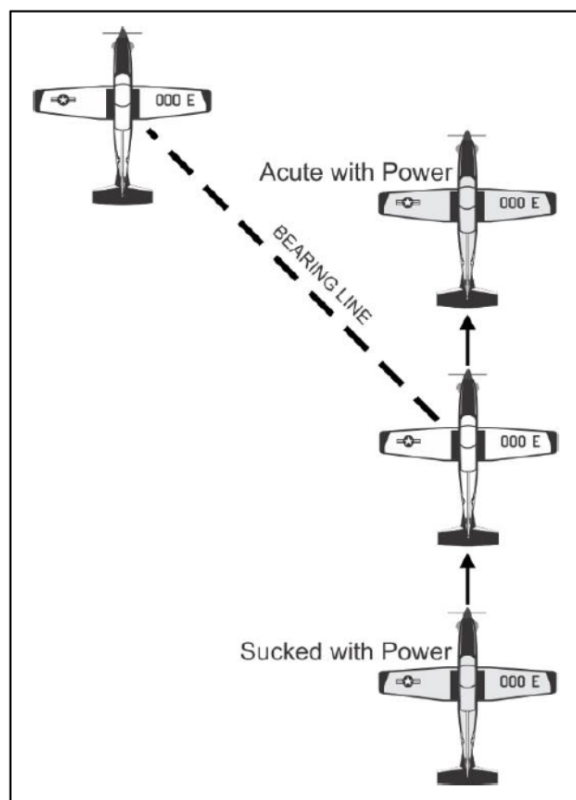 000 E
Acute with Power
000 E
BEARING LINE
000 E
Sucked with Power
000 E